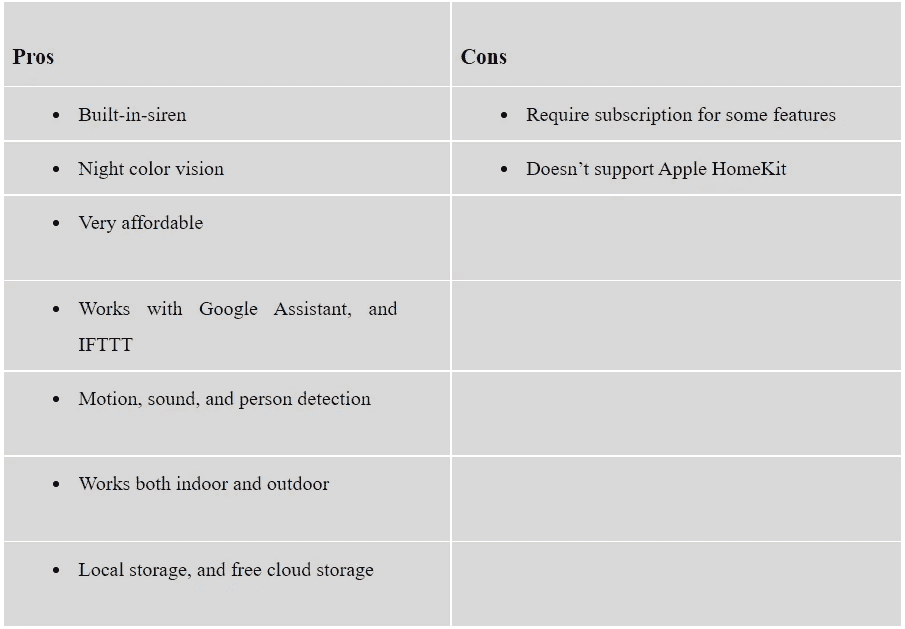 Pros
Cons
• Built-in-siren
• Require subscription for some features
• Night color vision
• Doesn’t support Apple HomeKit
• Very affordable
• Works with Google Assistant, and
IFTTT
• Motion, sound, and person detection
• Works both indoor and outdoor
• Local storage, and free cloud storage